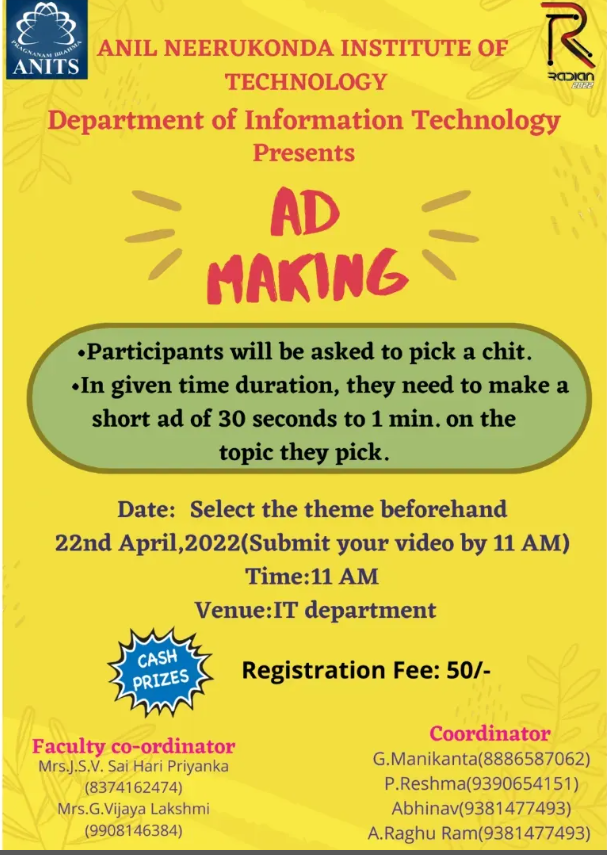 PRAGNANAM BRAHMA
ANITS
RADIAN
2022
ANIL NEERUKONDA INSTITUTE OF
TECHNOLOGY
Department of Information Technology
Presents
AD
MAKING
•Participants will be asked to pick a chit.
•In given time duration, they need to make a
short ad of 30 seconds to 1 min. on the
topic they pick.
Date:  Select the theme beforehand
22nd April,2022(Submit your video by 11 AM)
Time:11 AM
Venue:IT department
CASH
PRIZES
Registration Fee: 50/-
Faculty co-ordinator
Mrs.J.S.V. Sai Hari Priyanka
(8374162474)
Mrs.G.Vijaya Lakshmi
(9908146384)
Coordinator
G.Manikanta(8886587062)
P.Reshma(9390654151)
Abhinav(9381477493)
A.Raghu Ram(9381477493)